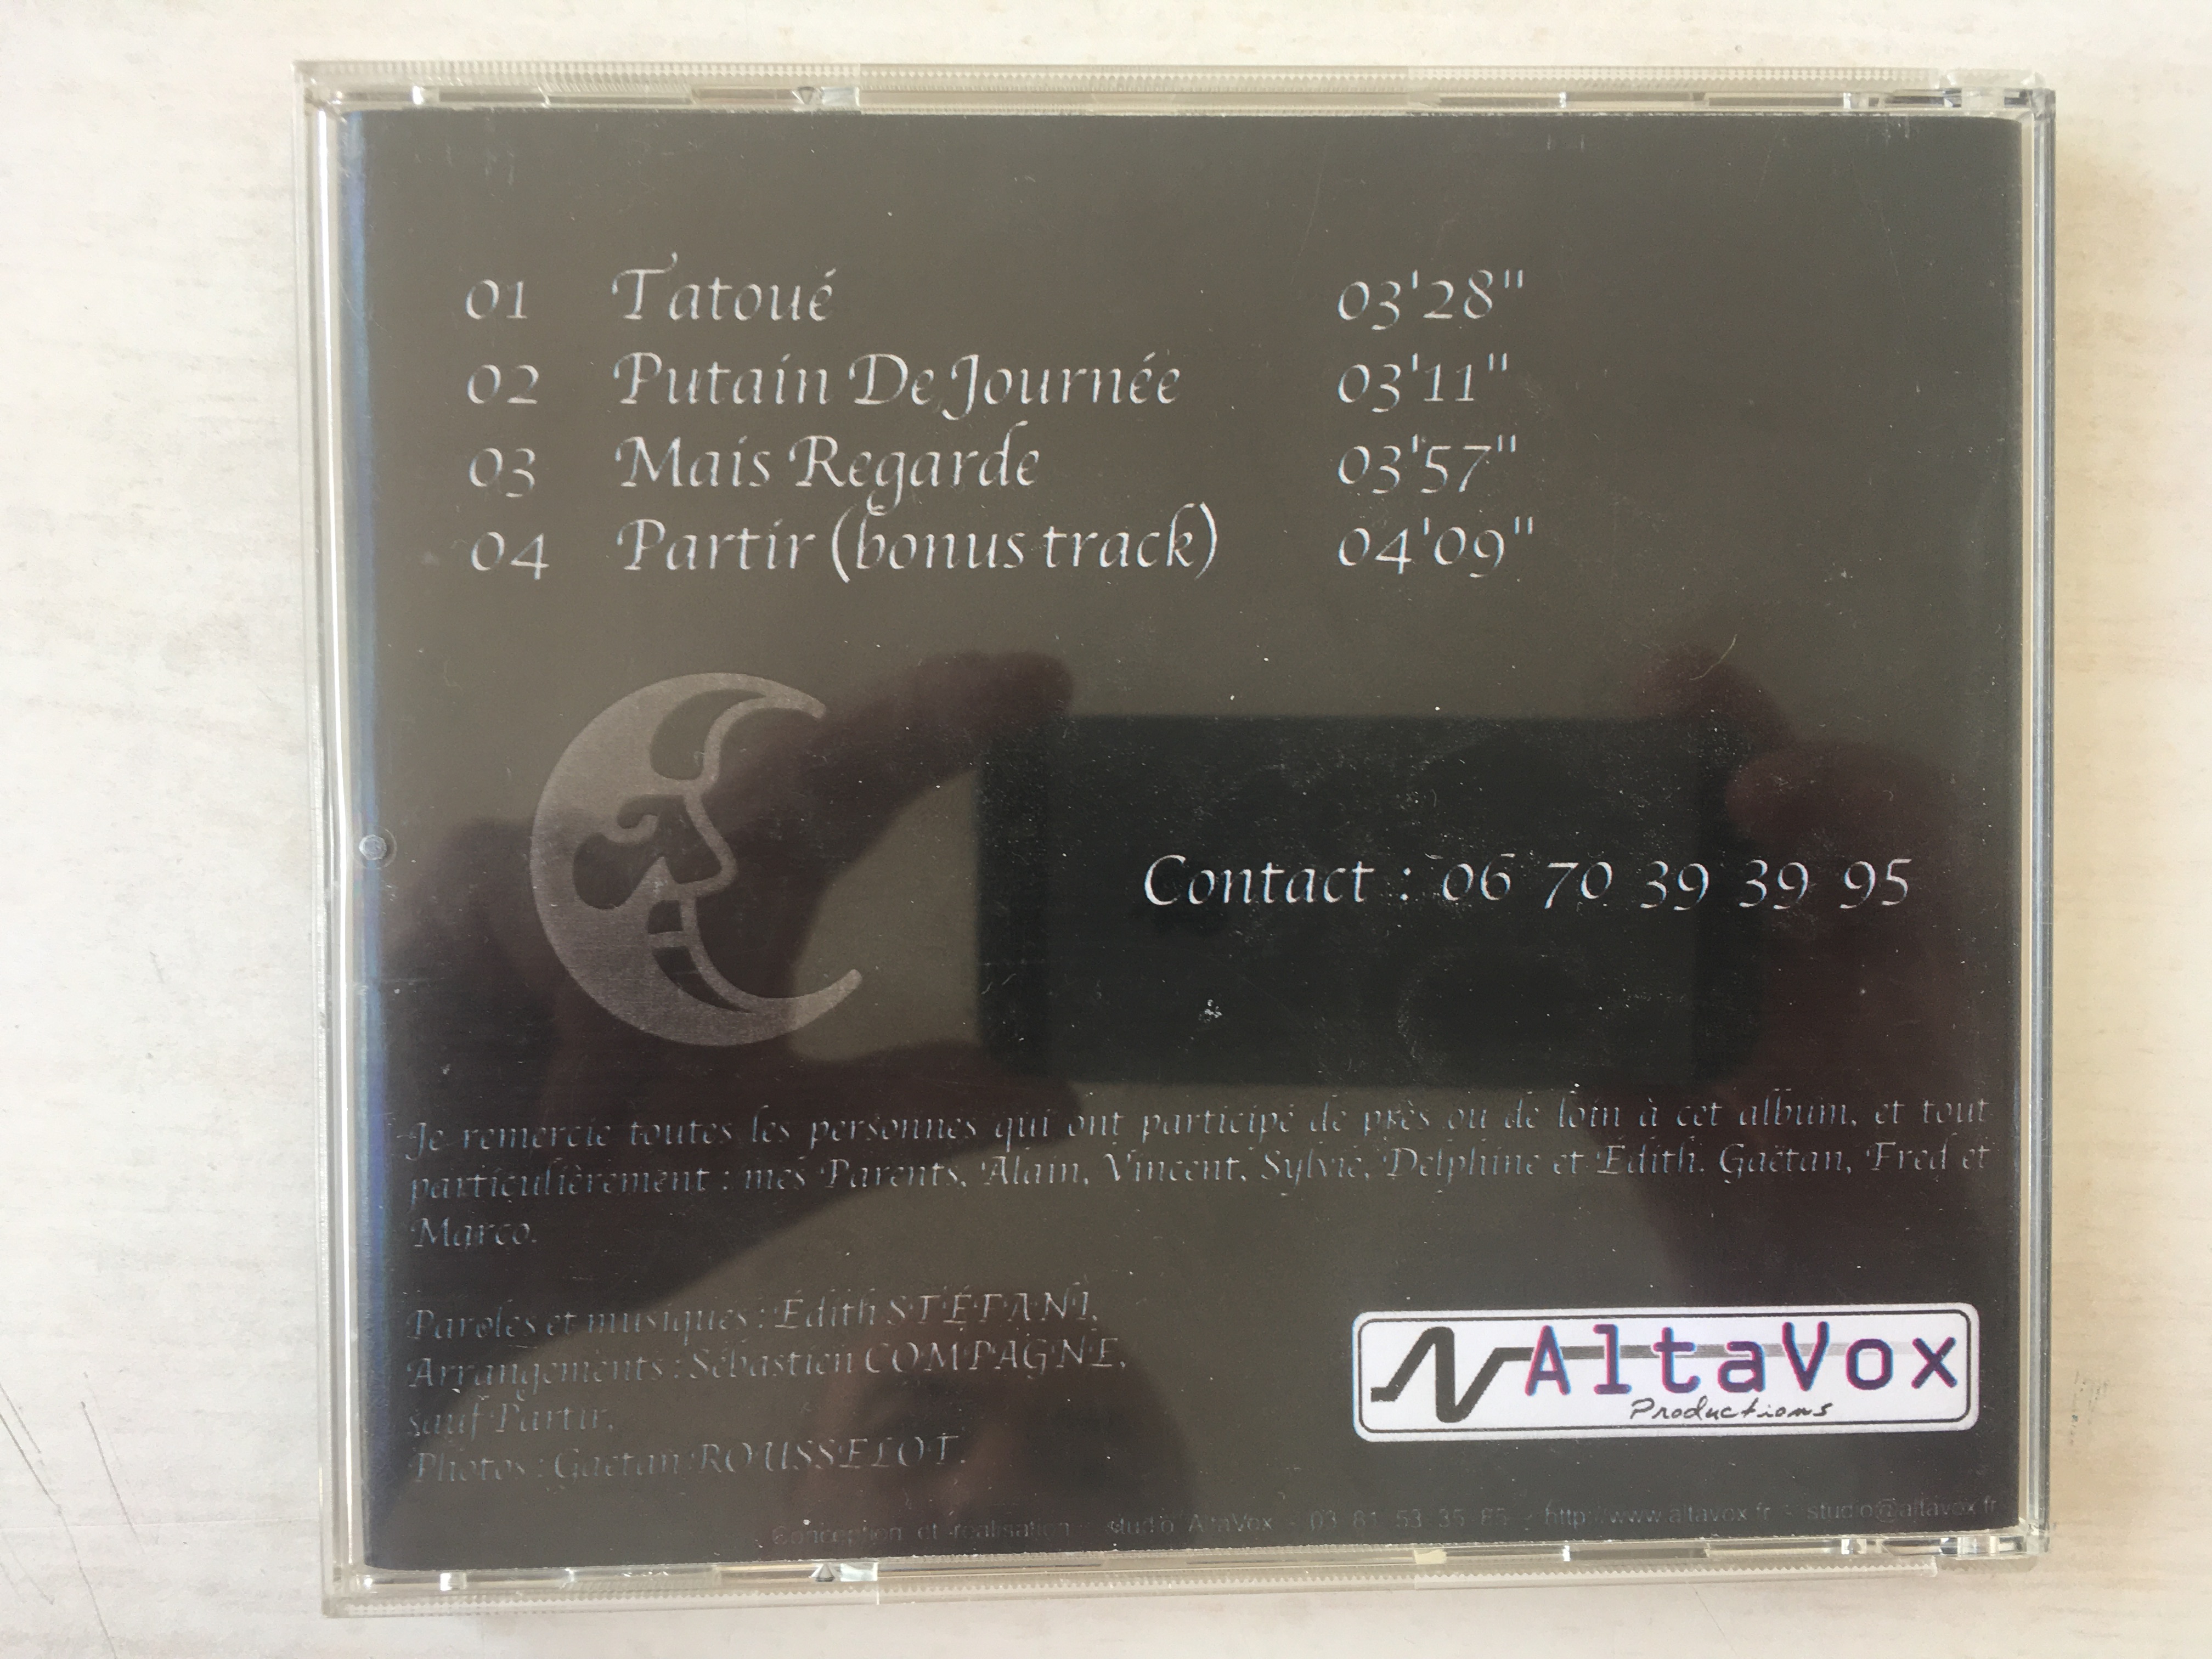 01 Tatoué 03'28"
02 Putain De Journée 03'11"
03 Mais Regarde 03'57"
04 Partir (bonus track) 04'09"
Contact : 06 70 39 39 95
Je remercie toutes les personnes qui ont participé de près ou de loin à cet album, et tout
particulièrement : mes Parents, Alain, Vincent, Sylvie, Delphine et Édith. Gaëtan, Fred et
Marco.
Paroles et musiques : Édith STÉFANI,
Arrangements : Sébastien COMPAGNE,
sauf Partir,
Photos : Gaëtan ROUSSELOT.
AltaVox
Productions
Conception et réalisation - studio AltaVox - 03 81 53 35 85 - http://www.altavox.fr - studio@altavox.fr